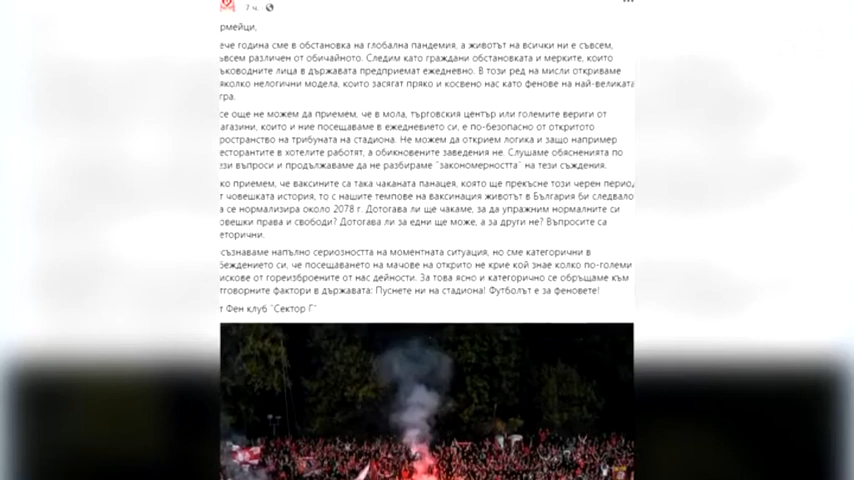 7 ч.
рмейци,
ече година сме в обстановка на глобална пандемия, а животът на всички ни е съвсем,
ъвсем различен от обичайното. Следим като граждани обстановката и мерките, които
ъководните лица в държавата предприемат ежедневно. В този ред на мисли откриваме
яколко нелогични модела, които засягат пряко и косвено нас като фенове на най-великата
гра.
се още не можем да приемем, че в мола, търговския център или големите вериги от
агазини, които и ние посещаваме в ежедневието си, е по-безопасно от откритото
ространство на трибуната на стадиона. Не можем да открием логика и защо например
есторантите в хотелите работят, а обикновените заведения не. Слушаме обясненията по
ези въпроси и продължаваме да не разбираме "закономерността" на тези съждения.
ко приемем, че ваксините са така чаканата панацея, която ще прекъсне този черен период
т човешката история, то с нашите темпове на ваксинация животът в България би следвало
а се нормализира около 2078 г. Дотогава ли ще чакаме, за да упражним нормалните си
овешки права и свободи? Дотогава ли за едни ще може, а за други не? Въпросите са
еторични.
съзнаваме напълно сериозността на моментната ситуация, но сме категорични в
беждението си, че посещаването на мачове на открито не крие кой знае колко по-големи
искове от гореизброените от нас дейности. За това ясно и категорично се обръщаме към
тговорните фактори в държавата: Пуснете ни на стадиона! Футболът е за феновете!
т Фен клуб "Сектор Г"